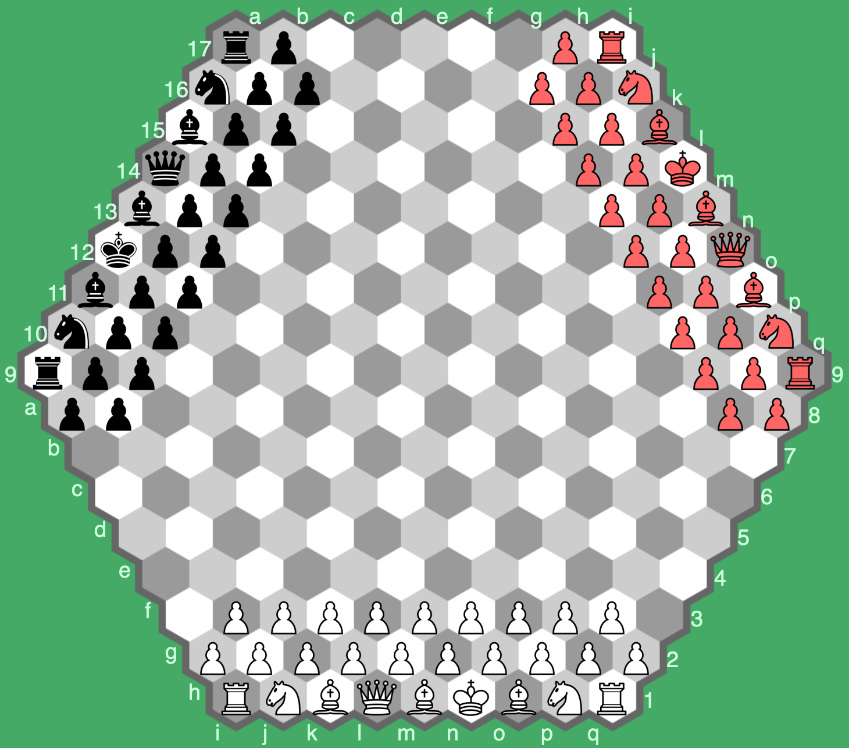 a b c d e f g h i
17 j
16 k
15 l
14 m
13 n
12 o
11 p
10 q
9 9
a 8
b 7
c 6
d 5
e 4
f 3
g 2
h 1
i j k l m n o p q